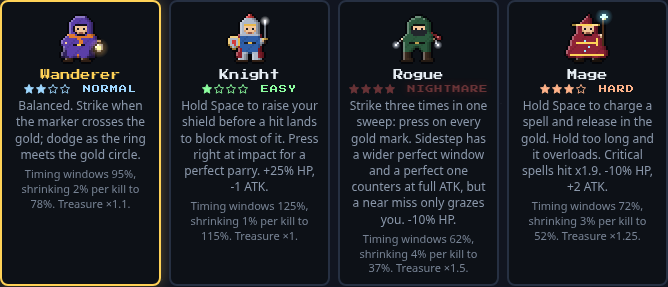 Wanderer
★★☆☆ NORMAL
Balanced. Strike when
the marker crosses the
gold; dodge as the ring
meets the gold circle.
Timing windows 95%,
shrinking 2% per kill to
78%. Treasure ×1.1.
Knight
★☆☆☆ EASY
Hold Space to raise your
shield before a hit lands
to block most of it. Press
right at impact for a
perfect parry. +25% HP,
-1 ATK.
Timing windows 125%,
shrinking 1% per kill to
115%. Treasure ×1.
Rogue
★★★★ NIGHTMARE
Strike three times in one
sweep: press on every
gold mark. Sidestep has
a wider perfect window
and a perfect one
counters at full ATK, but
a near miss only grazes
you. -10% HP.
Timing windows 62%,
shrinking 4% per kill to
37%. Treasure ×1.5.
Mage
★★★☆ HARD
Hold Space to charge a
spell and release in the
gold. Hold too long and
it overloads. Critical
spells hit x1.9. -10% HP,
+2 ATK.
Timing windows 72%,
shrinking 3% per kill to
52%. Treasure ×1.25.